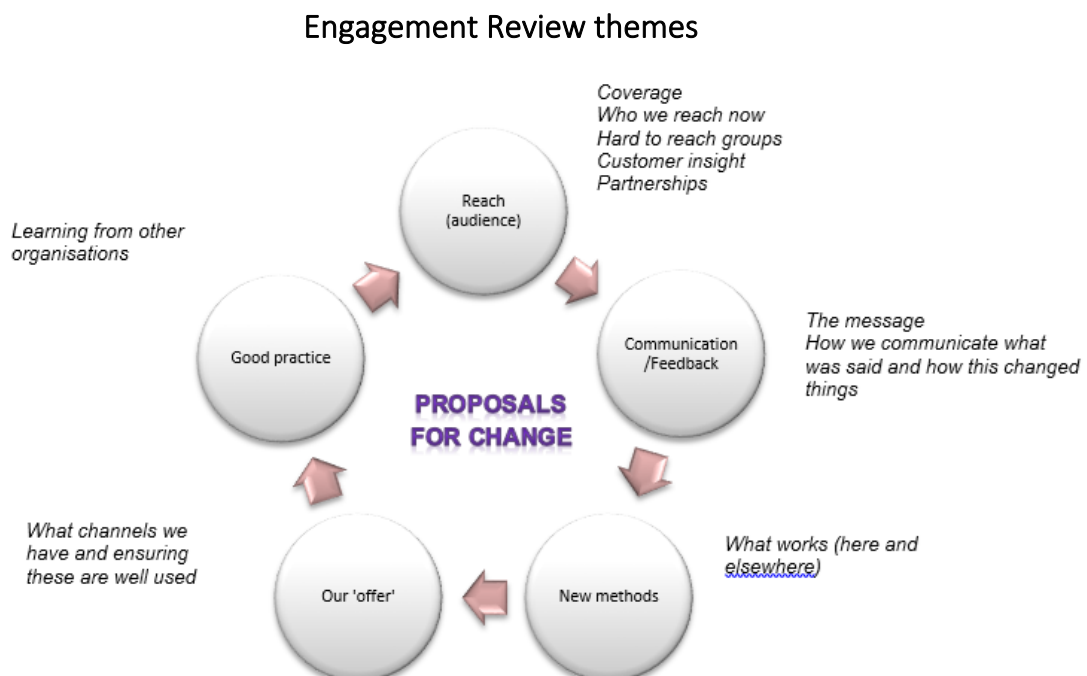 Engagement Review themes
Coverage
Who we reach now
Hard to reach groups
Customer insight
Partnerships
Reach
(audience)
Learning from other
organisations
Communication
/Feedback
The message
How we communicate what
was said and how this changed
things
Good practice
PROPOSALS
FOR CHANGE
What channels we
have and ensuring
these are well used
What works (here and
elsewhere)
Our 'offer'
New methods